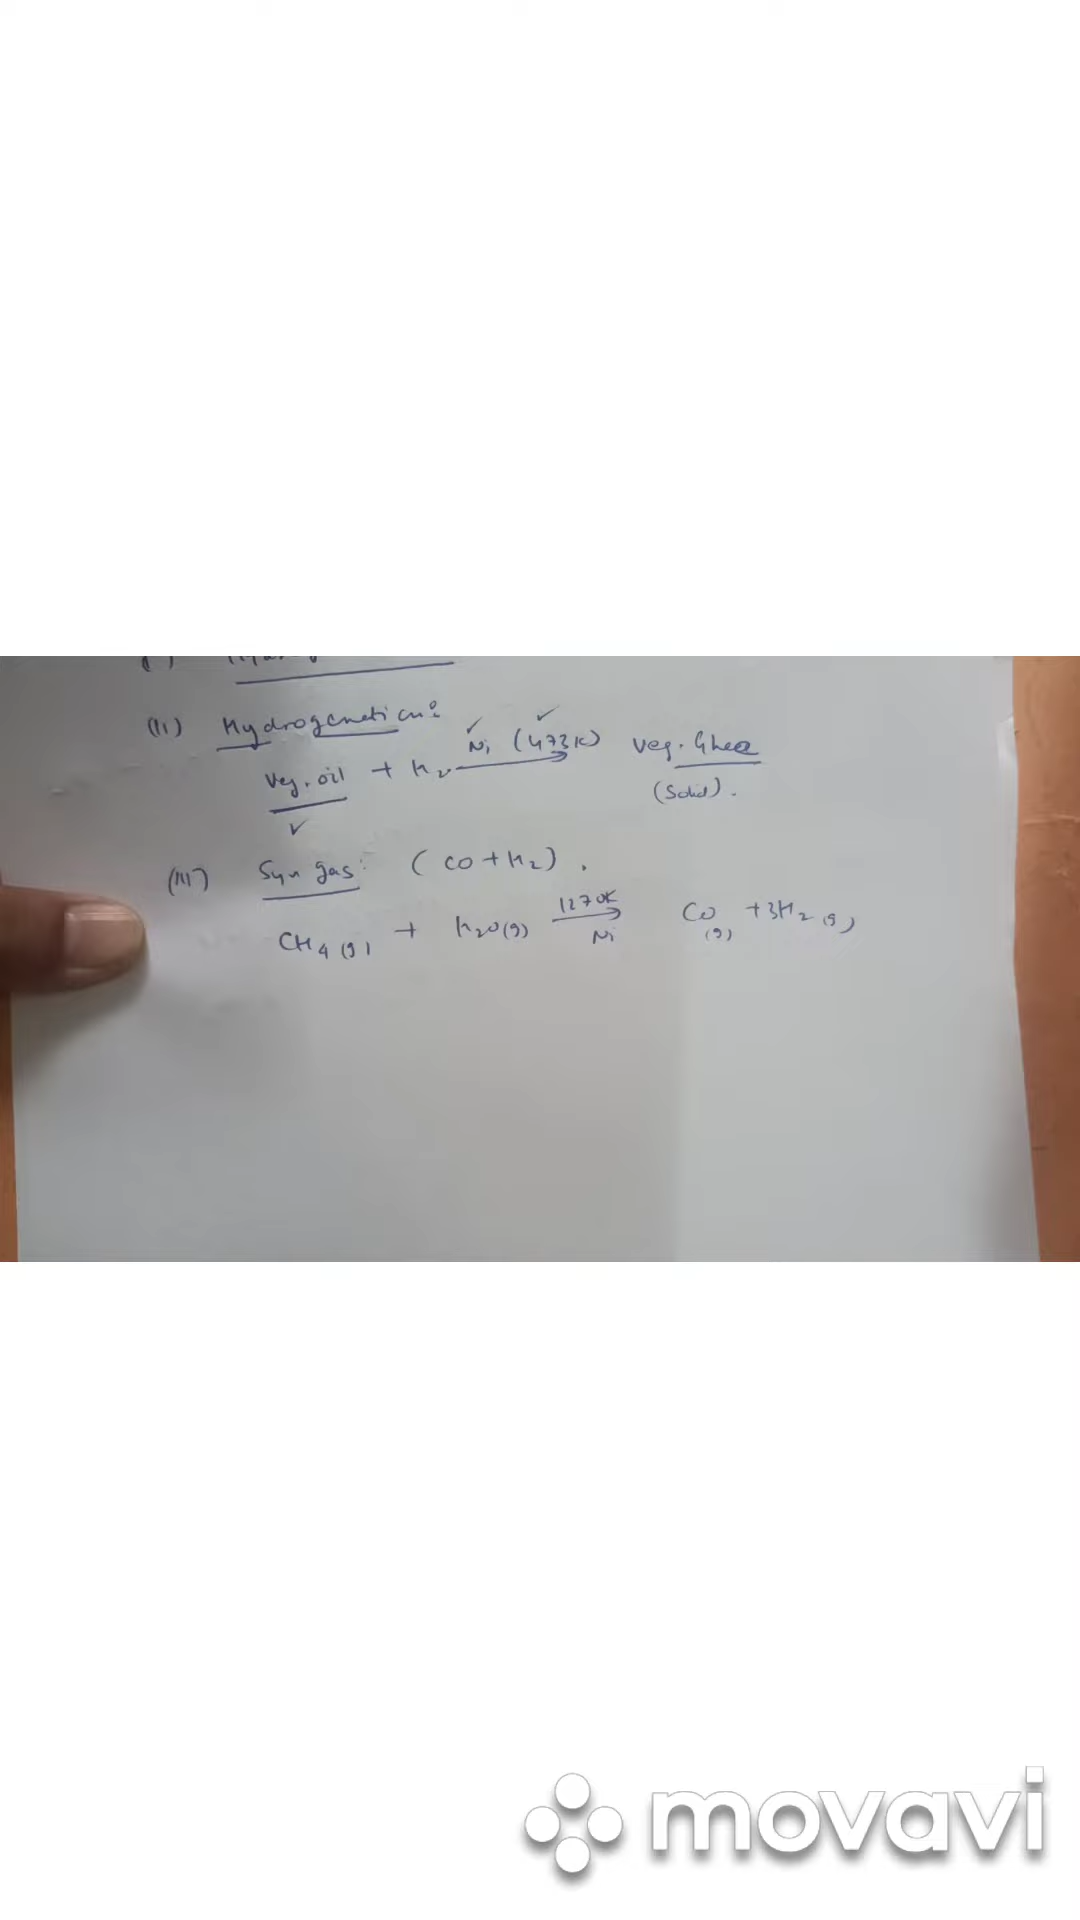 (II) Hydrogenation:
Veg. oil + H2 Ni (473K) Veg. Ghee
(Solid).
(III) Syn gas: (CO + H2).
CH4(g) + H2O(g) 1270K Ni CO(g) + 3H2(g)
movavi